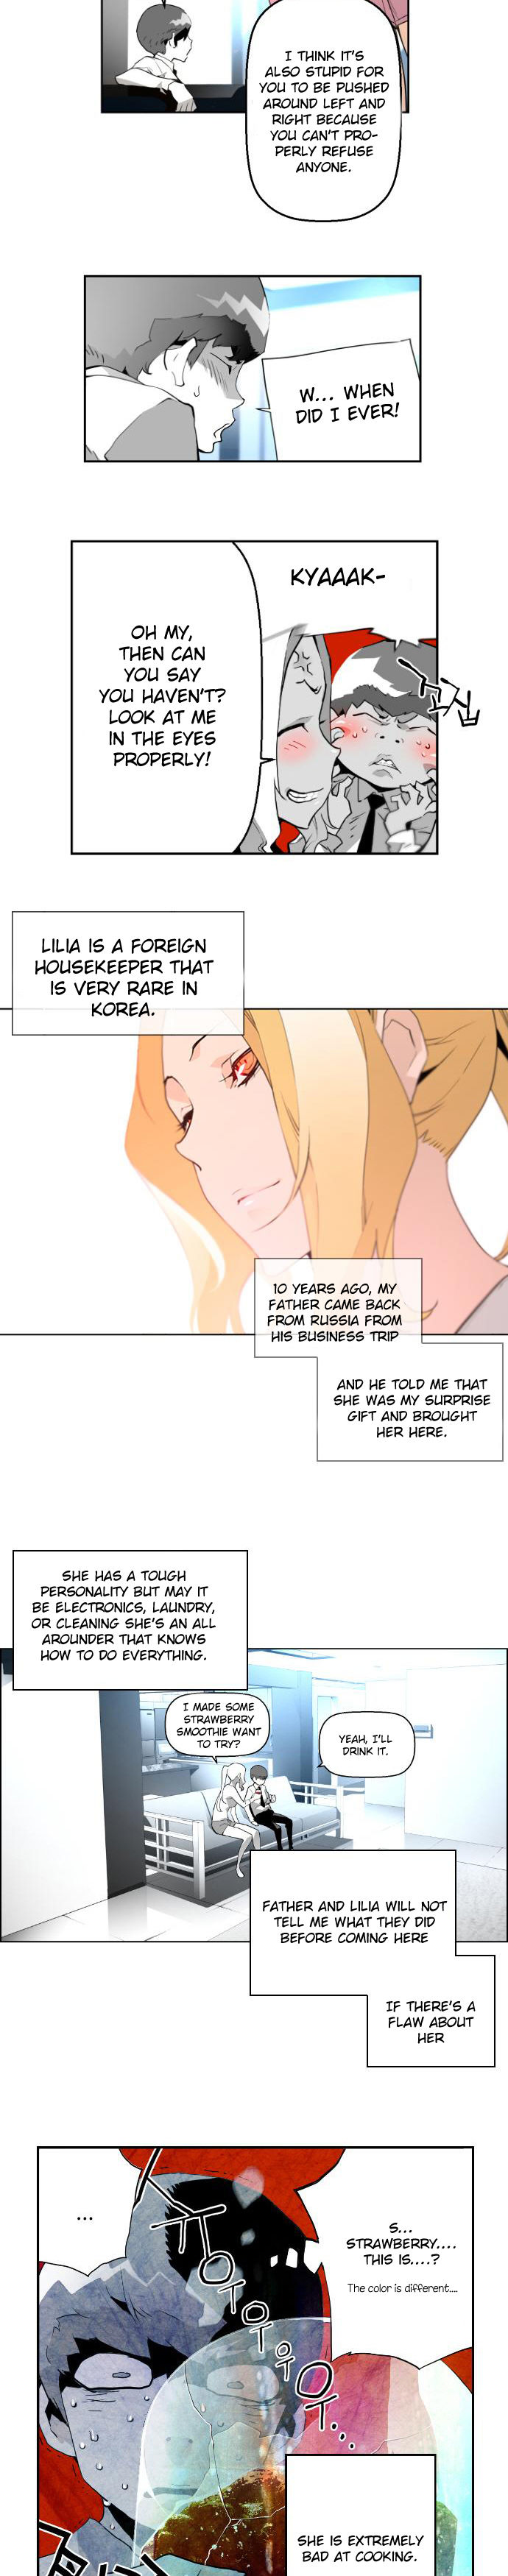 I THINK IT'S
ALSO STUPID FOR
YOU TO BE PUSHED
AROUND LEFT AND
RIGHT BECAUSE
YOU CAN'T PRO-
PERLY REFUSE
ANYONE.
W... WHEN
DID I EVER!
KYAAAK-
OH MY,
THEN CAN
YOU SAY
YOU HAVEN'T?
LOOK AT ME
IN THE EYES
PROPERLY!
LILIA IS A FOREIGN
HOUSEKEEPER THAT
IS VERY RARE IN
KOREA.
10 YEARS AGO, MY
FATHER CAME BACK
FROM RUSSIA FROM
HIS BUSINESS TRIP
AND HE TOLD ME THAT
SHE WAS MY SURPRISE
GIFT AND BROUGHT
HER HERE.
SHE HAS A TOUGH
PERSONALITY BUT MAY IT
BE ELECTRONICS, LAUNDRY,
OR CLEANING SHE'S AN ALL
AROUNDER THAT KNOWS
HOW TO DO EVERYTHING.
I MADE SOME
STRAWBERRY
SMOOTHIE WANT
TO TRY?
YEAH, I'LL
DRINK IT.
FATHER AND LILIA WILL NOT
TELL ME WHAT THEY DID
BEFORE COMING HERE
IF THERE'S A
FLAW ABOUT
HER
...
S...
STRAWBERRY....
THIS IS....?
The color is different....
SHE IS EXTREMELY
BAD AT COOKING.